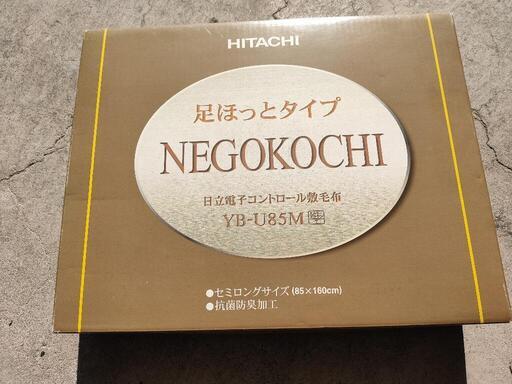 HITACHI
足ほっとタイプ
NEGOKOCHI
日立電子コントロール敷毛布
YB-U85M
●セミロングサイズ(85×160cm)
●抗菌防臭加工